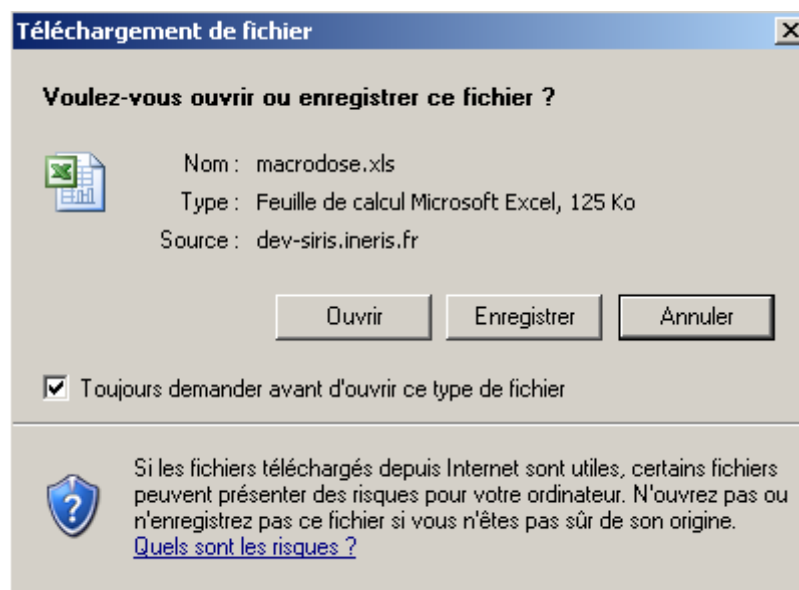 Téléchargement de fichier
Voulez-vous ouvrir ou enregistrer ce fichier ?
Nom : macrodose.xls
Type : Feuille de calcul Microsoft Excel, 125 Ko
Source : dev-siris.ineris.fr
Ouvrir Enregistrer Annuler
Toujours demander avant d'ouvrir ce type de fichier
Si les fichiers téléchargés depuis Internet sont utiles, certains fichiers
peuvent présenter des risques pour votre ordinateur. N'ouvrez pas ou
n'enregistrez pas ce fichier si vous n'êtes pas sûr de son origine.
Quels sont les risques ?